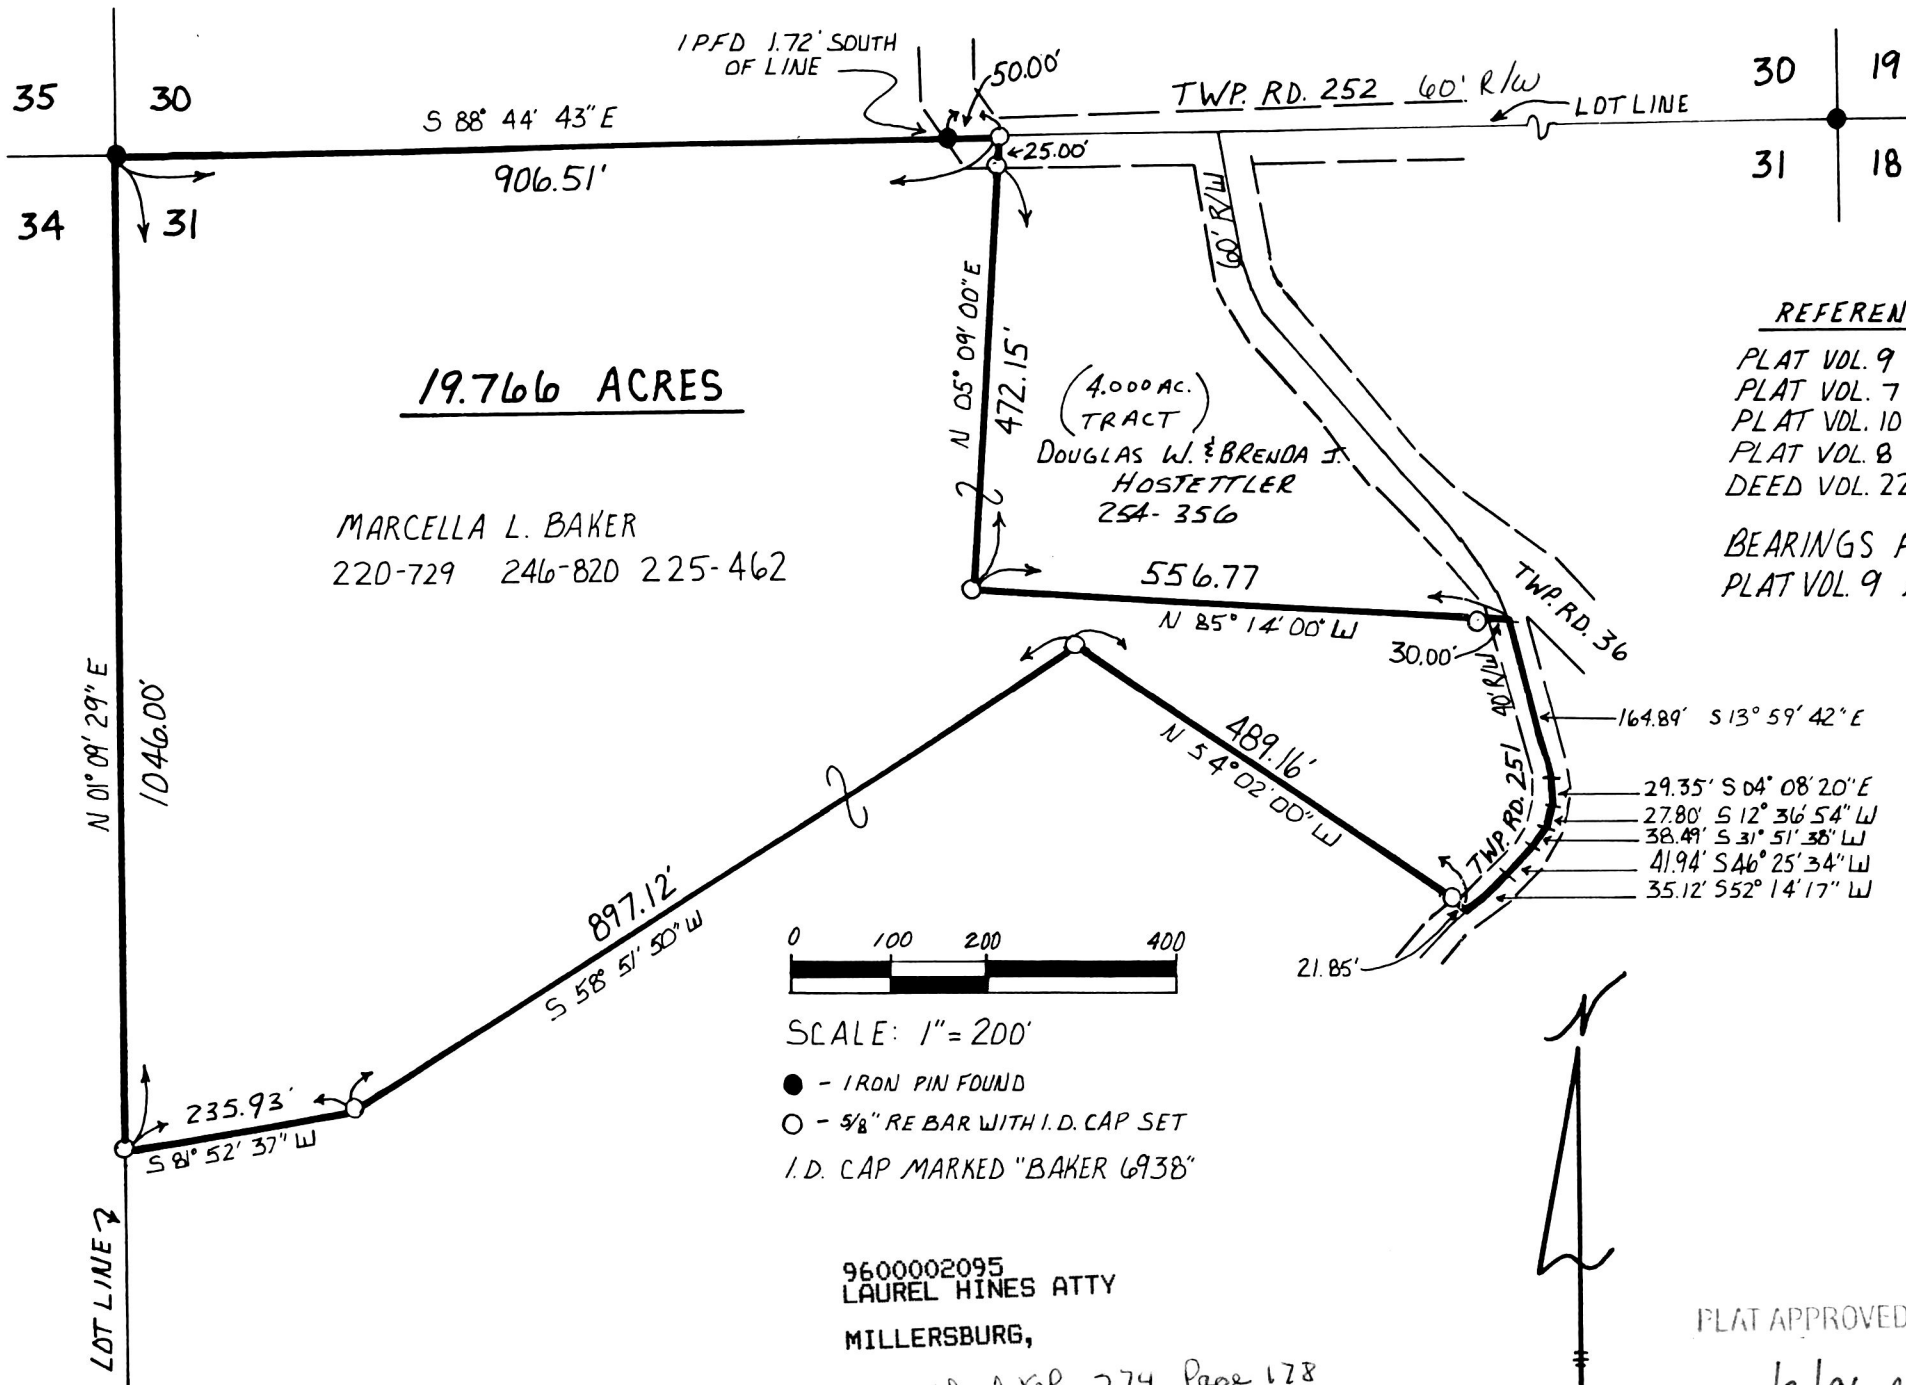 1PFD 1.72' SOUTH
OF LINE
50.00'
TWP. RD. 252 60' R/W
LOT LINE
30
19
35
30
S 88° 44' 43" E
906.51'
25.00'
31
18
34
31
60' R/W
REFEREN
PLAT VOL. 9
PLAT VOL. 7
PLAT VOL. 10
PLAT VOL. 8
DEED VOL. 22
BEARINGS
PLAT VOL. 9
19.766 ACRES
N 05° 09' 00" E
472.15'
(4.000 AC.
TRACT)
DOUGLAS W. & BRENDA J.
HOSTETTLER
254-356
MARCELLA L. BAKER
220-729 246-820 225-462
556.77
N 85° 14' 00" W
30.00'
TWP. RD. 36
40' R/W
TWP. RD. 251
164.89' S 13° 59' 42" E
29.35' S 04° 08' 20" E
27.80' S 12° 36' 54" W
38.49' S 31° 51' 38" W
41.94' S 46° 25' 34" W
35.12' S 52° 14' 17" W
N 01° 09' 29" E
1046.00'
489.16'
N 54° 02' 00" W
897.12'
S 58° 51' 50" W
21.85'
0 100 200 400
SCALE: 1" = 200'
- IRON PIN FOUND
- 5/8" REBAR WITH I.D. CAP SET
I.D. CAP MARKED "BAKER 6938"
235.93'
S 81° 52' 37" W
LOT LINE
N
9600002095
LAUREL HINES ATTY
MILLERSBURG,
274 Page 178
PLAT APPROVED